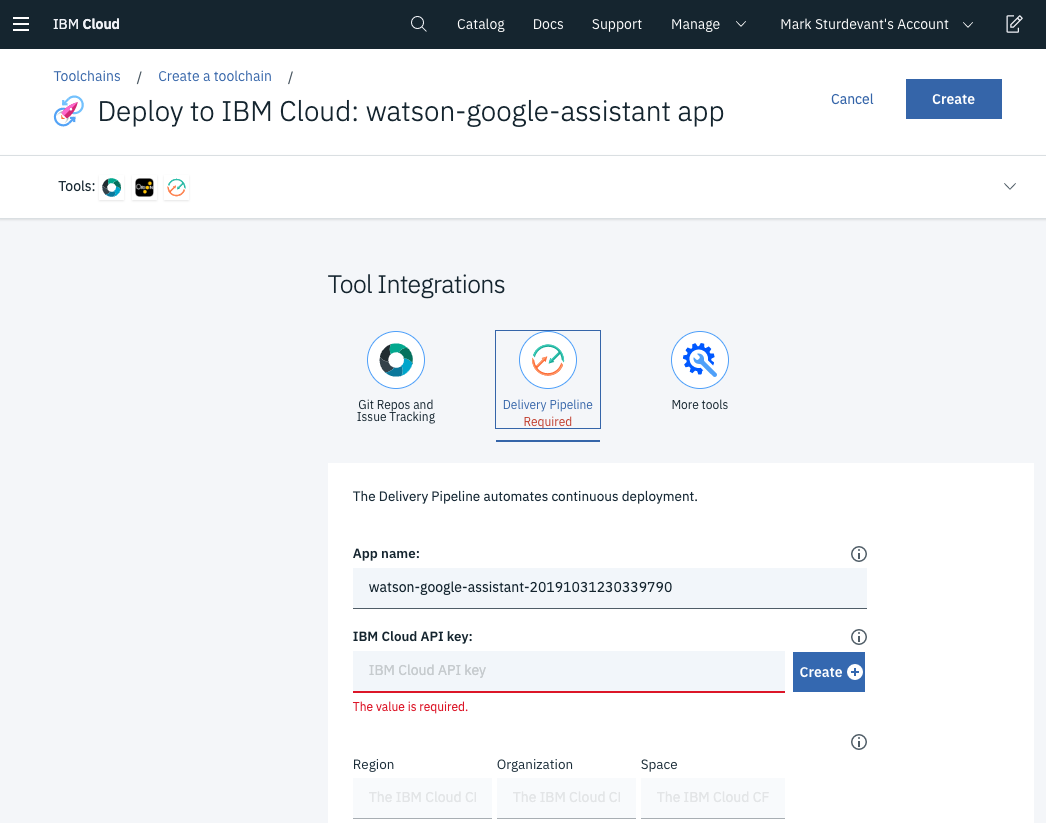 IBM Cloud
Catalog
Docs
Support
Manage
Mark Sturdevant's Account
Toolchains / Create a toolchain /
Deploy to IBM Cloud: watson-google-assistant app
Cancel
Create
Tools:
Tool Integrations
Git Repos and
Issue Tracking
Delivery Pipeline
Required
More tools
The Delivery Pipeline automates continuous deployment.
App name:
watson-google-assistant-20191031230339790
IBM Cloud API key:
IBM Cloud API key
Create
The value is required.
Region
Organization
Space
The IBM Cloud
The IBM Cloud
The IBM Cloud CF